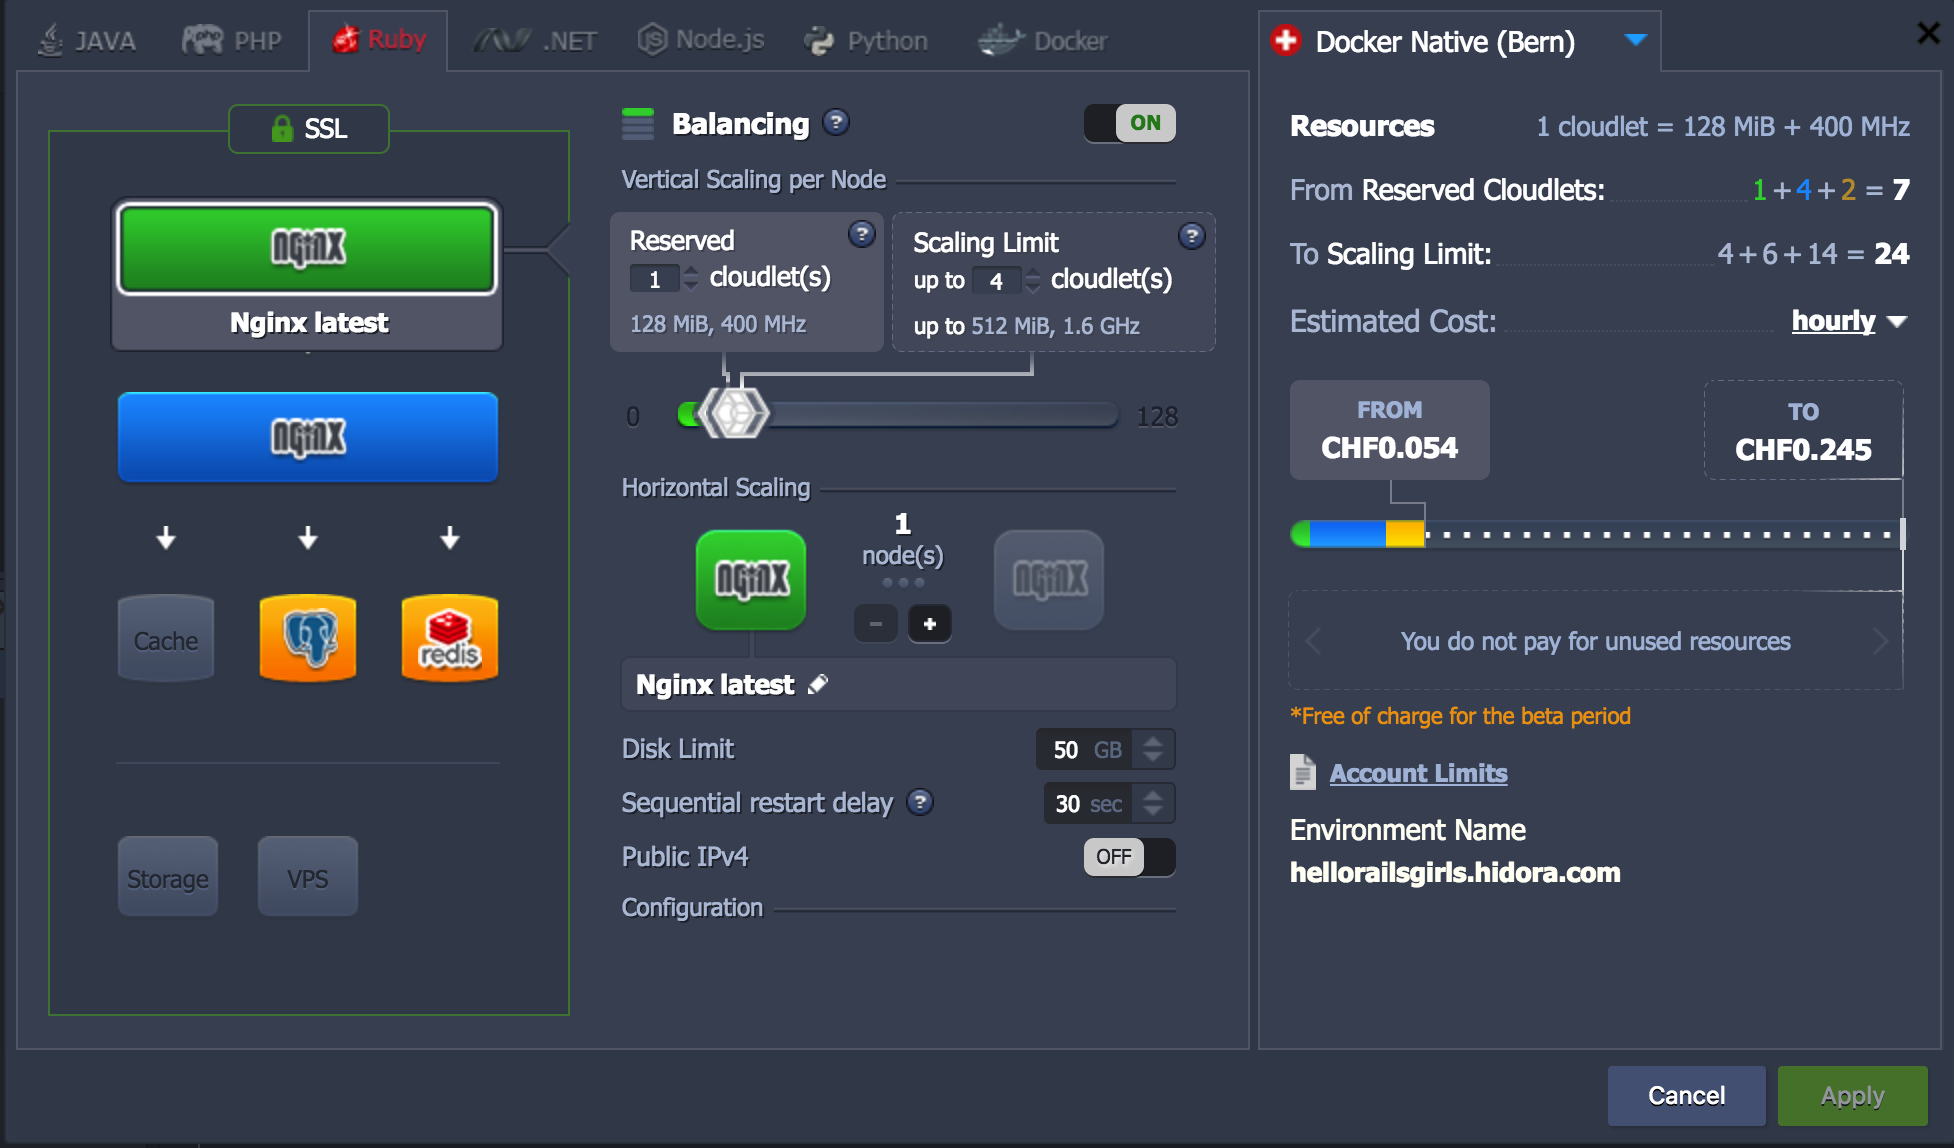 JAVA
PHP
Ruby
.NET
Node.js
Python
Docker
SSL
NGINX
Nginx latest
NGINX
Cache
redis
Storage
VPS
Balancing ?
ON
Vertical Scaling per Node
Reserved ?
1 cloudlet(s)
128 MiB, 400 MHz
Scaling Limit ?
up to 4 cloudlet(s)
up to 512 MiB, 1.6 GHz
0
128
Horizontal Scaling
NGINX
1
node(s)
- +
NGINX
Nginx latest
Disk Limit 50 GB
Sequential restart delay ? 30 sec
Public IPv4 OFF
Configuration
Docker Native (Bern)
Resources 1 cloudlet = 128 MiB + 400 MHz
From Reserved Cloudlets: 1 + 4 + 2 = 7
To Scaling Limit: 4 + 6 + 14 = 24
Estimated Cost: hourly
FROM
CHF0.054
TO
CHF0.245
You do not pay for unused resources
*Free of charge for the beta period
Account Limits
Environment Name
hellorailsgirls.hidora.com
Cancel
Apply